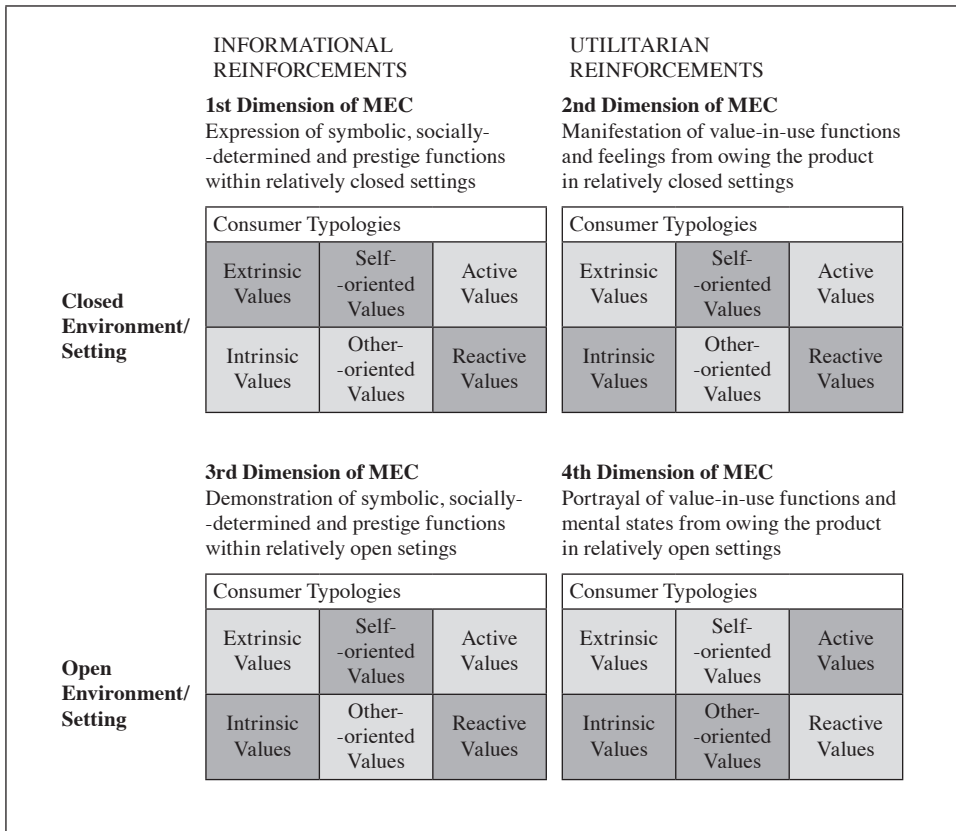 INFORMATIONAL
REINFORCEMENTS
UTILITARIAN
REINFORCEMENTS
1st Dimension of MEC
Expression of symbolic, socially-
-determined and prestige functions
within relatively closed settings
2nd Dimension of MEC
Manifestation of value-in-use functions
and feelings from owing the product
in relatively closed settings
Closed
Environment/
Setting
Consumer Typologies
Extrinsic
Values
Self-
-oriented
Values
Active
Values
Intrinsic
Values
Other-
-oriented
Values
Reactive
Values
Consumer Typologies
Extrinsic
Values
Self-
-oriented
Values
Active
Values
Intrinsic
Values
Other-
-oriented
Values
Reactive
Values
3rd Dimension of MEC
Demonstration of symbolic, socially-
-determined and prestige functions
within relatively open setings
4th Dimension of MEC
Portrayal of value-in-use functions and
mental states from owing the product
in relatively open settings
Open
Environment/
Setting
Consumer Typologies
Extrinsic
Values
Self-
-oriented
Values
Active
Values
Intrinsic
Values
Other-
-oriented
Values
Reactive
Values
Consumer Typologies
Extrinsic
Values
Self-
-oriented
Values
Active
Values
Intrinsic
Values
Other-
-oriented
Values
Reactive
Values